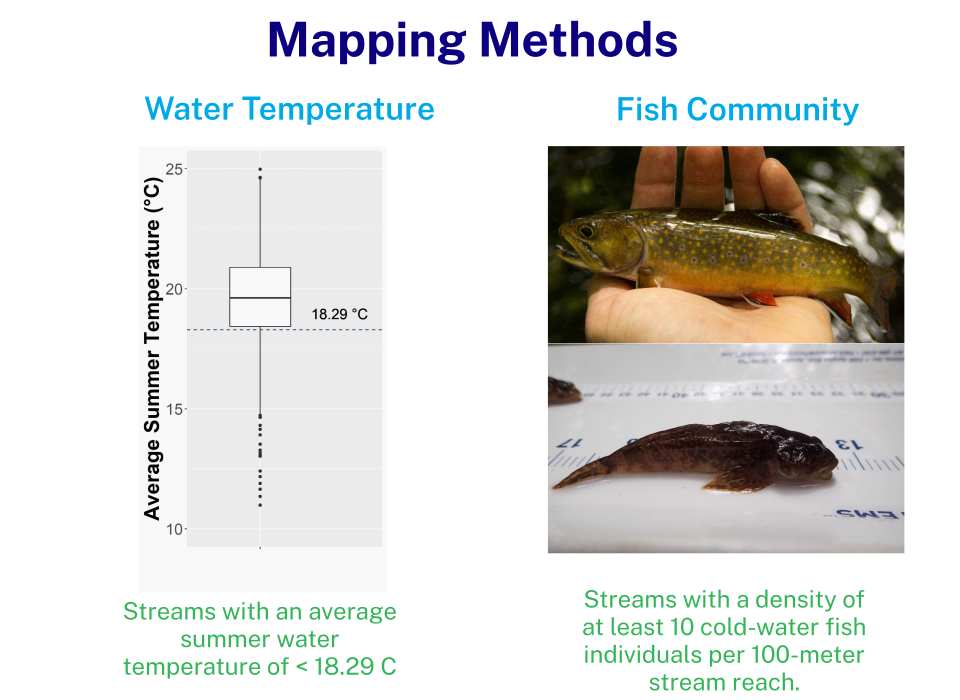 Mapping Methods
Water Temperature
Fish Community
Average Summer Temperature (°C)
25
20
15
10
18.29 °C
17
13
EMS
Streams with an average
summer water
temperature of < 18.29 C
Streams with a density of
at least 10 cold-water fish
individuals per 100-meter
stream reach.